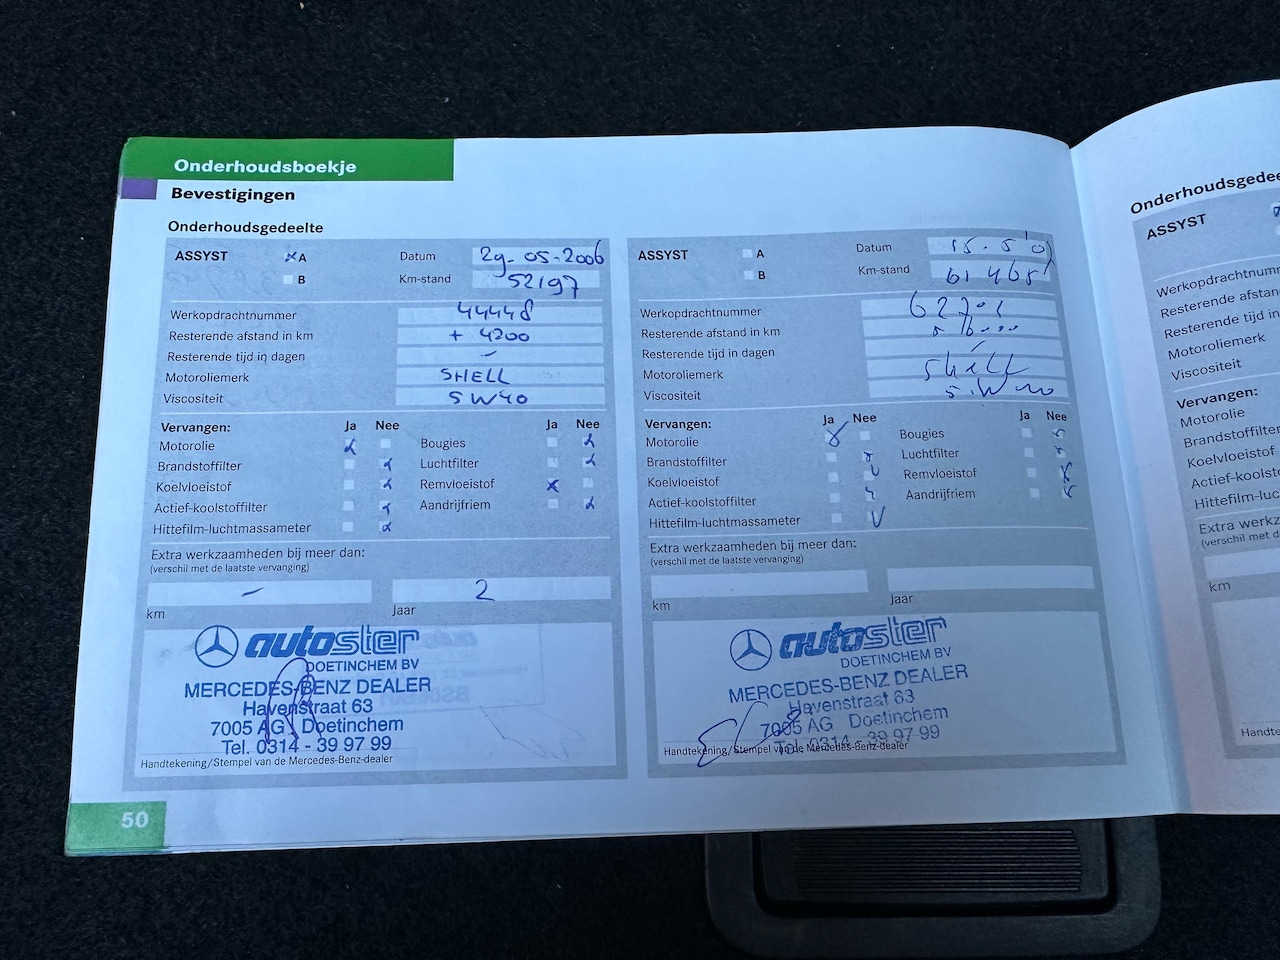 Onderhoudsboekje
Bevestigingen
Onderhoudsgedeelte
ASSYST A Datum 29-05-2006
B Km-stand 52197
Werkopdrachtnummer 44448
Resterende afstand in km + 4200
Resterende tijd in dagen -
Motoroliemerk SHELL
Viscositeit 5W40
Vervangen: Ja Nee Ja Nee
Motorolie Bougies
Brandstoffilter Luchtfilter
Koelvloeistof Remvloeistof
Actief-koolstoffilter Aandrijfriem
Hittefilm-luchtmassameter
Extra werkzaamheden bij meer dan:
(verschil met de laatste vervanging)
- 2
km Jaar
autoster
DOETINCHEM BV
MERCEDES-BENZ DEALER
Havenstraat 63
7005 AG Doetinchem
Tel. 0314 - 39 97 99
Handtekening/Stempel van de Mercedes-Benz-dealer
50
ASSYST A Datum
B Km-stand
Werkopdrachtnummer
Resterende afstand in km
Resterende tijd in dagen -
Motoroliemerk Shell
Viscositeit
Vervangen: Ja Nee Ja Nee
Motorolie Bougies
Brandstoffilter Luchtfilter
Koelvloeistof Remvloeistof
Actief-koolstoffilter Aandrijfriem
Hittefilm-luchtmassameter
Extra werkzaamheden bij meer dan:
(verschil met de laatste vervanging)
km Jaar
autoster
DOETINCHEM BV
MERCEDES-BENZ DEALER
Havenstraat 63
7005 AG Doetinchem
Tel. 0314 - 39 97 99
Handtekening/Stempel van de Mercedes-Benz-dealer
Onderhoudsgedee
ASSYST
Werkopdrachtnumm
Resterende afstan
Resterende tijd in
Motoroliemerk
Viscositeit
Vervangen:
Motorolie
Brandstoffilter
Koelvloeistof
Actief-koolstof
Hittefilm-luch
Extra werkz
(verschil met d
km
Handte